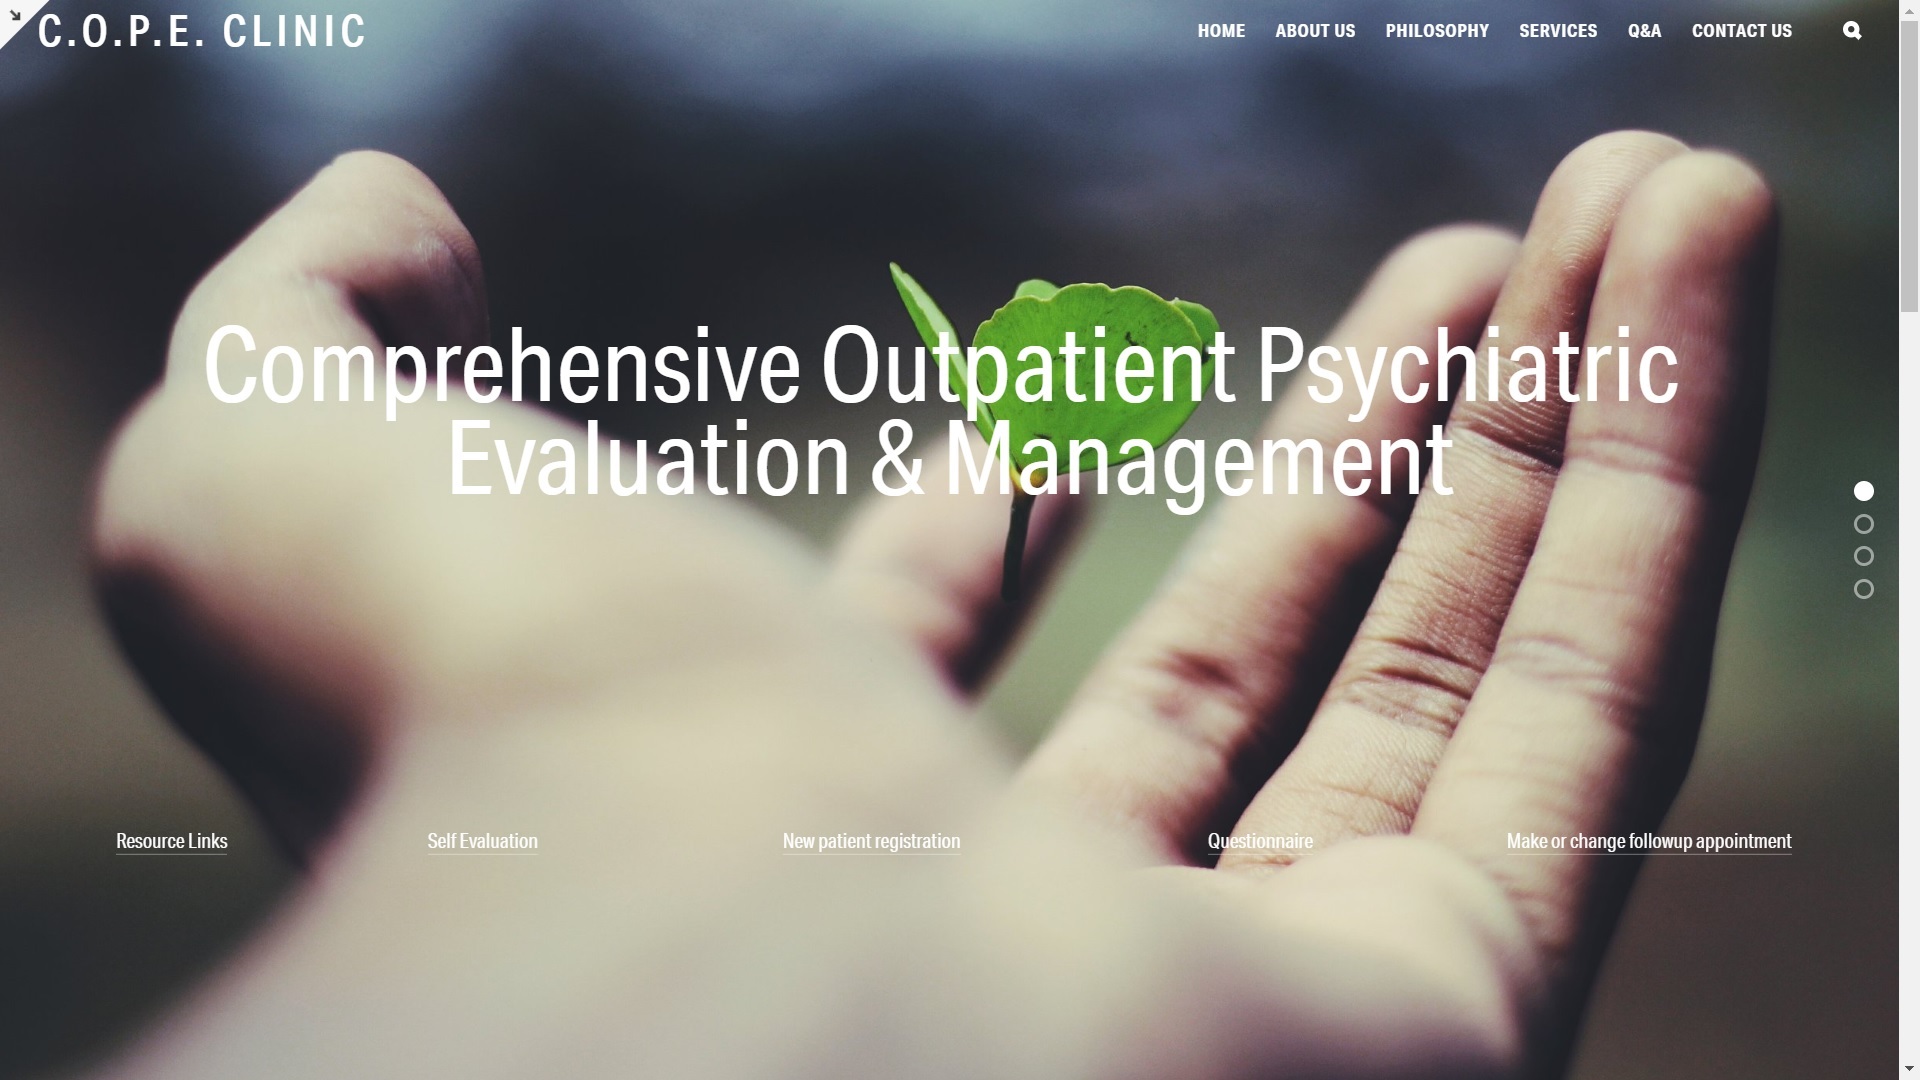 C.O.P.E. CLINIC
HOME ABOUT US PHILOSOPHY SERVICES Q&A CONTACT US
Comprehensive Outpatient Psychiatric
Evaluation & Management
Resource Links Self Evaluation New patient registration Questionnaire Make or change followup appointment